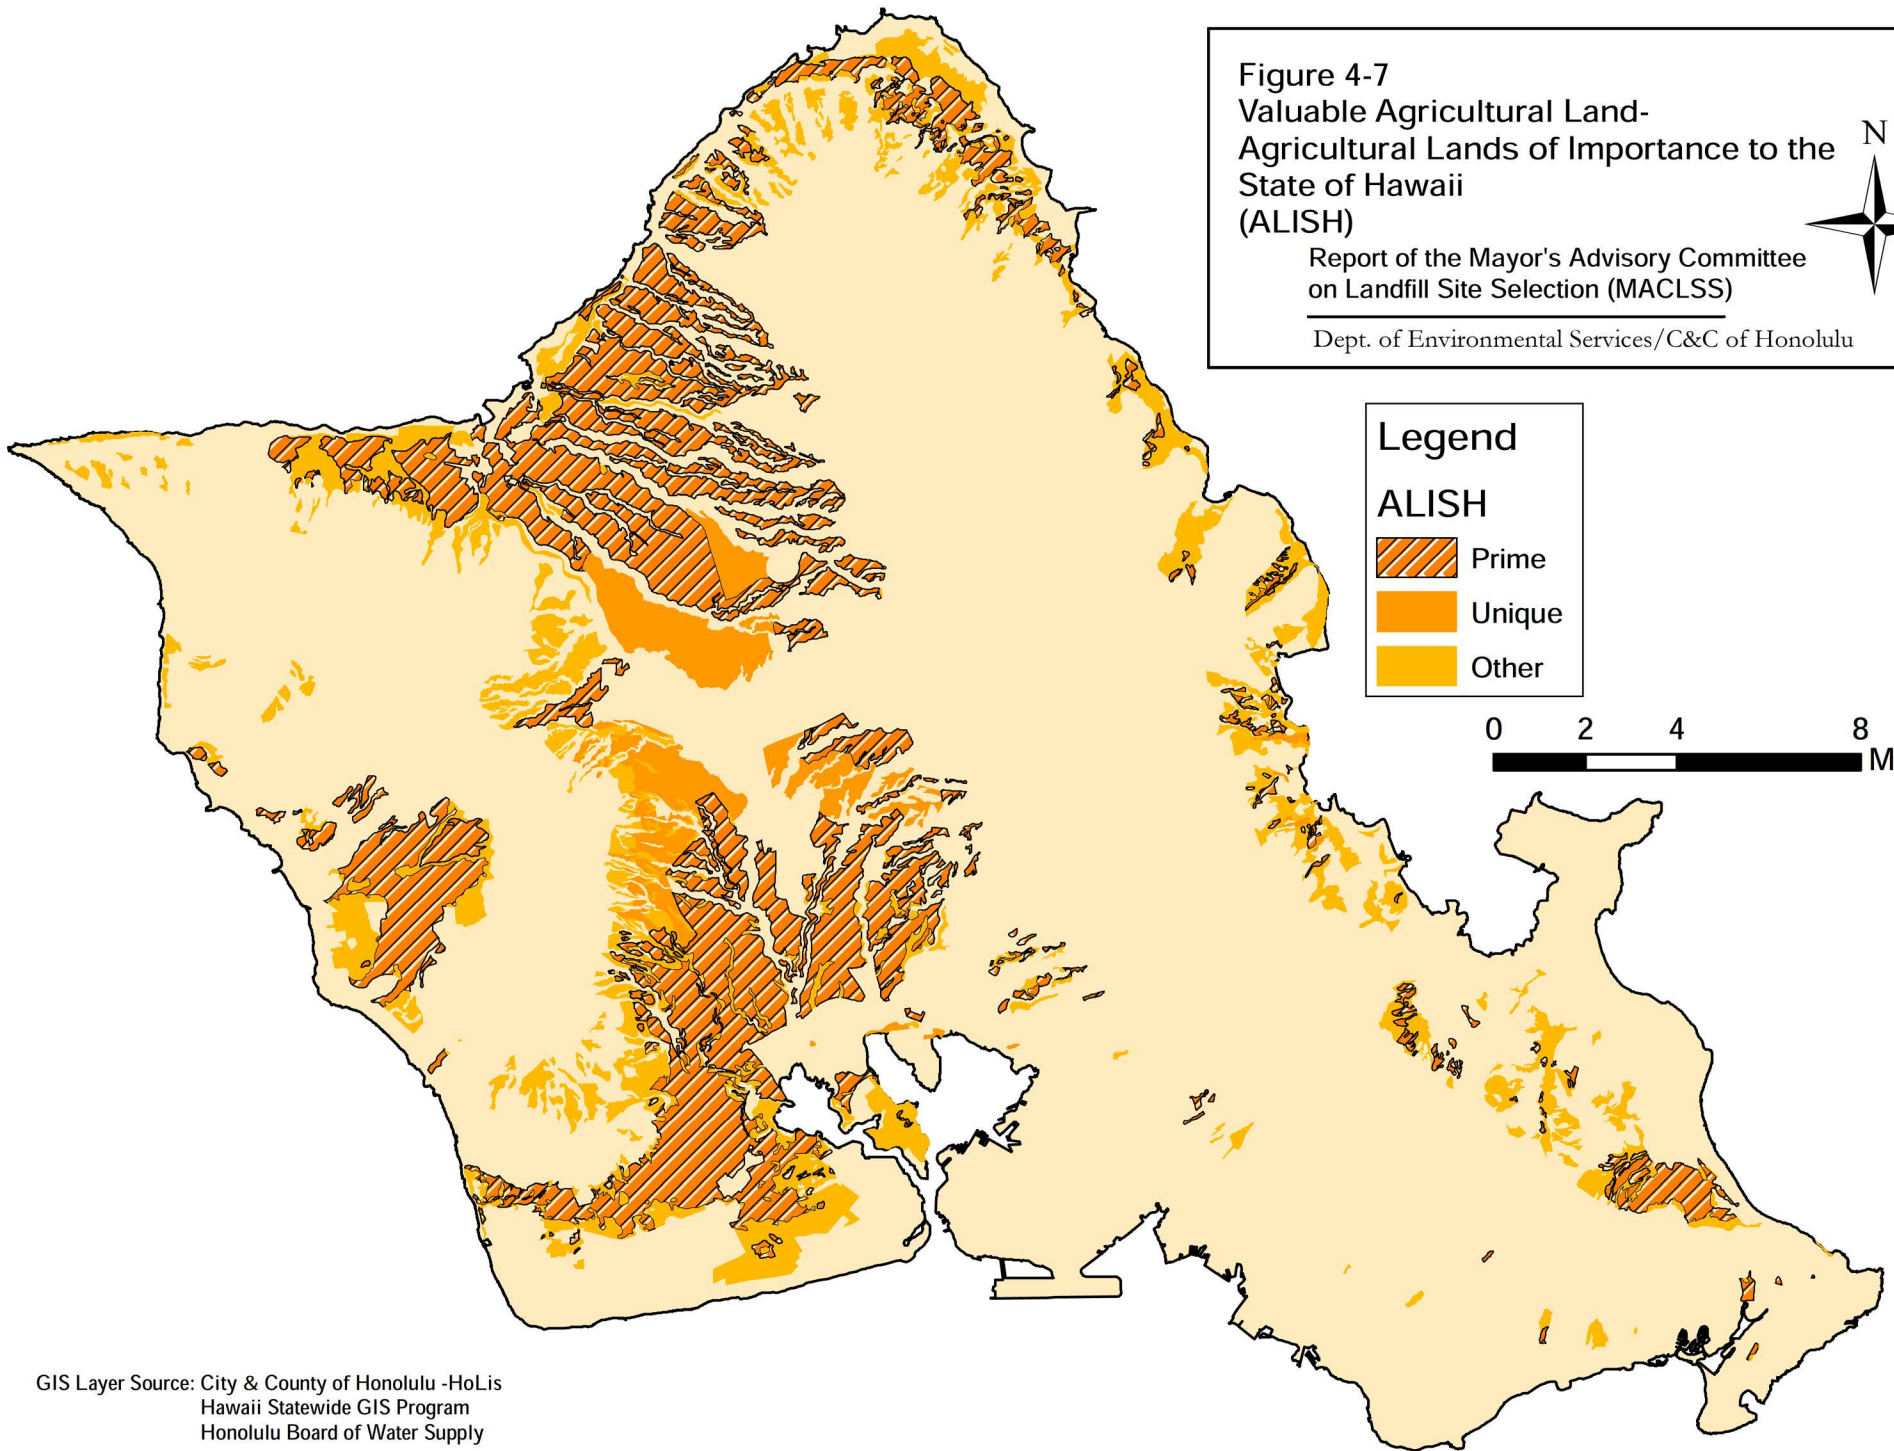 Figure 4-7
Valuable Agricultural Land-
Agricultural Lands of Importance to the
State of Hawaii
(ALISH)
Report of the Mayor's Advisory Committee
on Landfill Site Selection (MACLSS)
Dept. of Environmental Services/C&C of Honolulu
N
Legend
ALISH
Prime
Unique
Other
0 2 4 8
M
GIS Layer Source: City & County of Honolulu -HoLis
Hawaii Statewide GIS Program
Honolulu Board of Water Supply